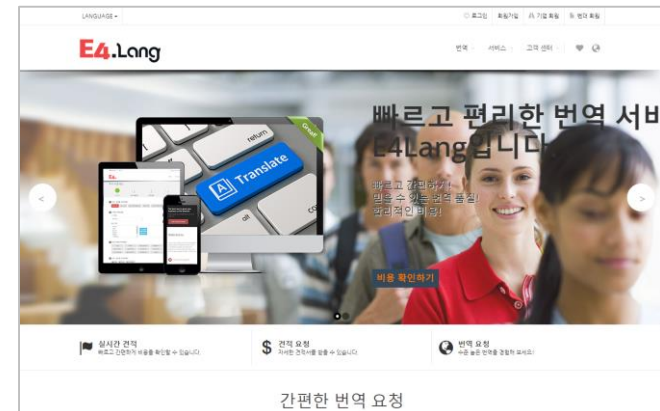 LANGUAGE
로그인 회원가입 기업 회원 번역 회원
E4.Lang
번역 서비스 고객 센터
빠르고 편리한 번역 서비
E4Lang입니다
빠르고 간편하게!
믿을 수 있는 번역 품질!
합리적인 비용!
비용 확인하기
Great!
return
Translate
shift
실시간 견적
빠르고 간편하게 비용을 확인할 수 있습니다.
견적 요청
자세한 견적서를 받을 수 있습니다.
번역 요청
수준 높은 번역을 경험해 보세요!
간편한 번역 요청